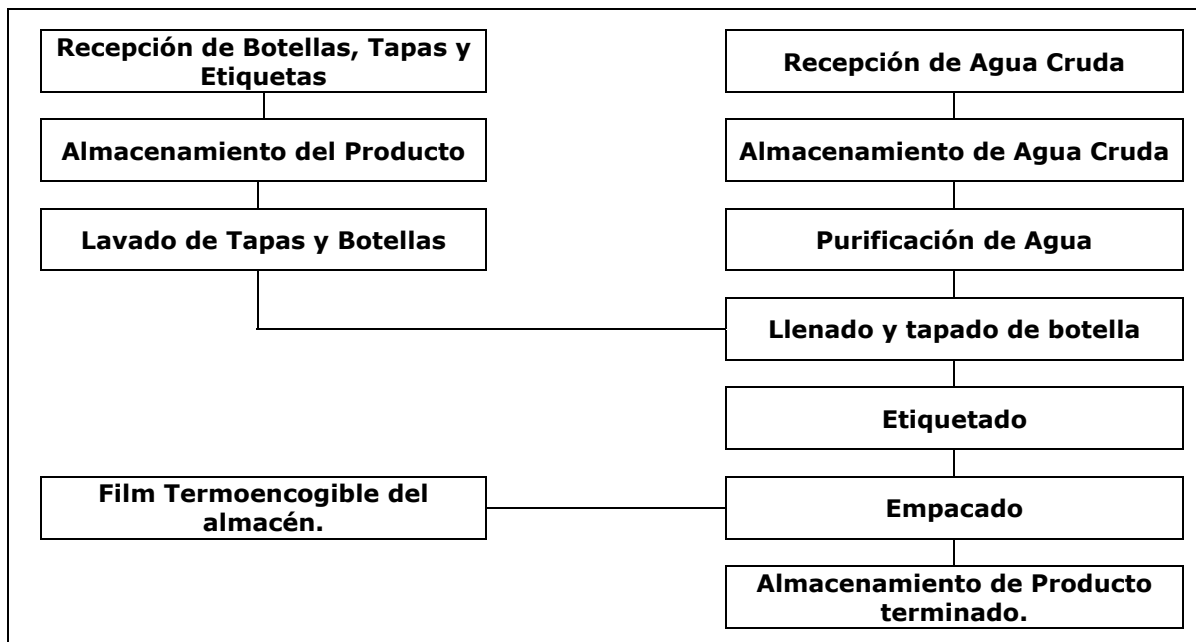 Recepción de Botellas, Tapas y
Etiquetas
Almacenamiento del Producto
Lavado de Tapas y Botellas
Recepción de Agua Cruda
Almacenamiento de Agua Cruda
Purificación de Agua
Llenado y tapado de botella
Etiquetado
Film Termoencogible del
almacén.
Empacado
Almacenamiento de Producto
terminado.